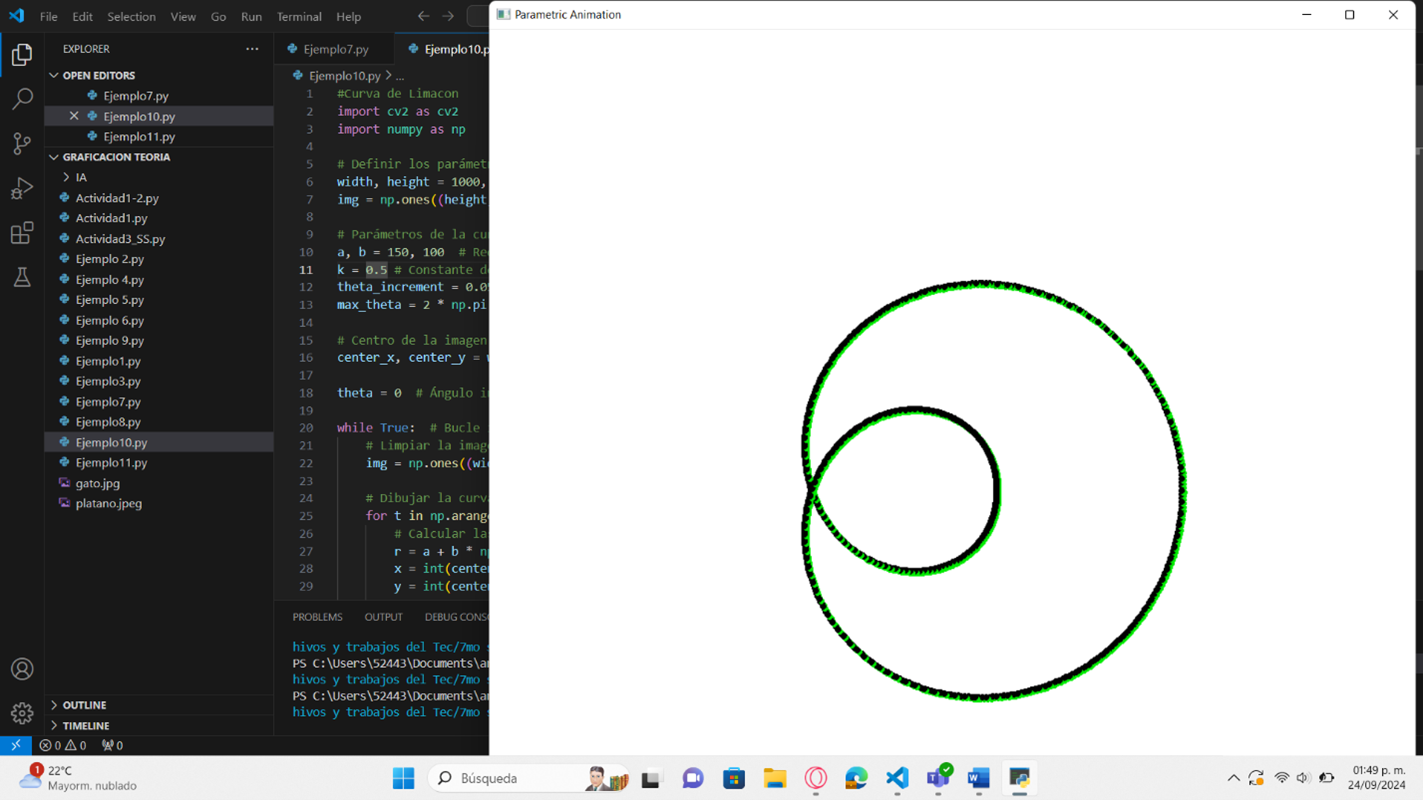 File Edit Selection View Go Run Terminal Help
Parametric Animation
EXPLORER
OPEN EDITORS
Ejemplo7.py
Ejemplo10.py
Ejemplo11.py
GRAFICACION TEORIA
IA
Actividad1-2.py
Actividad1.py
Actividad3_SS.py
Ejemplo 2.py
Ejemplo 4.py
Ejemplo 5.py
Ejemplo 6.py
Ejemplo 9.py
Ejemplo1.py
Ejemplo3.py
Ejemplo7.py
Ejemplo8.py
Ejemplo10.py
Ejemplo11.py
gato.jpg
platano.jpeg
OUTLINE
TIMELINE
Ejemplo7.py Ejemplo10.p
Ejemplo10.py > ...
1 #Curva de Limacon
2 import cv2 as cv2
3 import numpy as np
4
5 # Definir los parámet
6 width, height = 1000,
7 img = np.ones((height
8
9 # Parámetros de la cu
10 a, b = 150, 100 # Re
11 k = 0.5 # Constante d
12 theta_increment = 0.0
13 max_theta = 2 * np.pi
14
15 # Centro de la imagen
16 center_x, center_y =
17
18 theta = 0 # Ángulo i
19
20 while True: # Bucle
21 # Limpiar la image
22 img = np.ones((wi
23
24 # Dibujar la curv
25 for t in np.arang
26 # Calcular la
27 r = a + b * n
28 x = int(cente
29 y = int(cente
PROBLEMS OUTPUT DEBUG CONS
hivos y trabajos del Tec/7mo s
PS C:\Users\52443\Documents\a
hivos y trabajos del Tec/7mo s
PS C:\Users\52443\Documents\a
hivos y trabajos del Tec/7mo s
0 0 0
1
22°C
Mayorm. nublado
Búsqueda
01:49 p. m.
24/09/2024